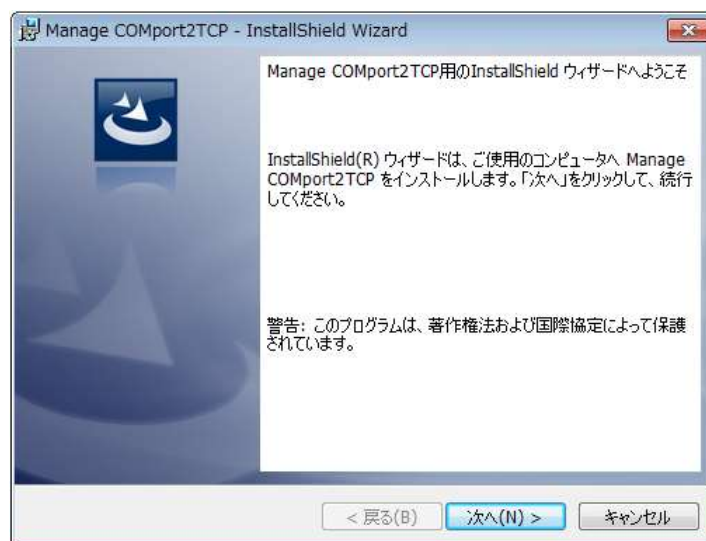 Manage COMport2TCP - InstallShield Wizard
Manage COMport2TCP用のInstallShield ウィザードへようこそ
InstallShield(R) ウィザードは、ご使用のコンピュータへ Manage
COMport2TCP をインストールします。「次へ」をクリックして、続行
してください。
警告: このプログラムは、著作権法および国際協定によって保護
されています。
< 戻る(B)
次へ(N) >
キャンセル